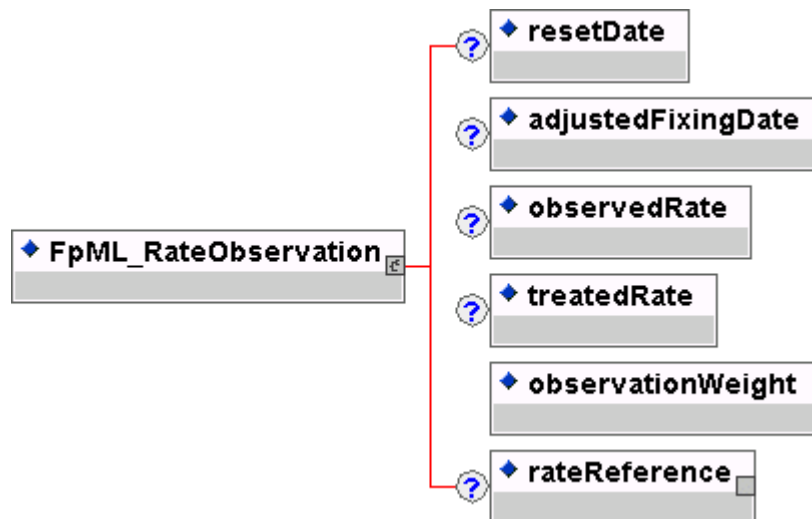 ? resetDate
? adjustedFixingDate
? observedRate
FpML_RateObservation
? treatedRate
observationWeight
? rateReference